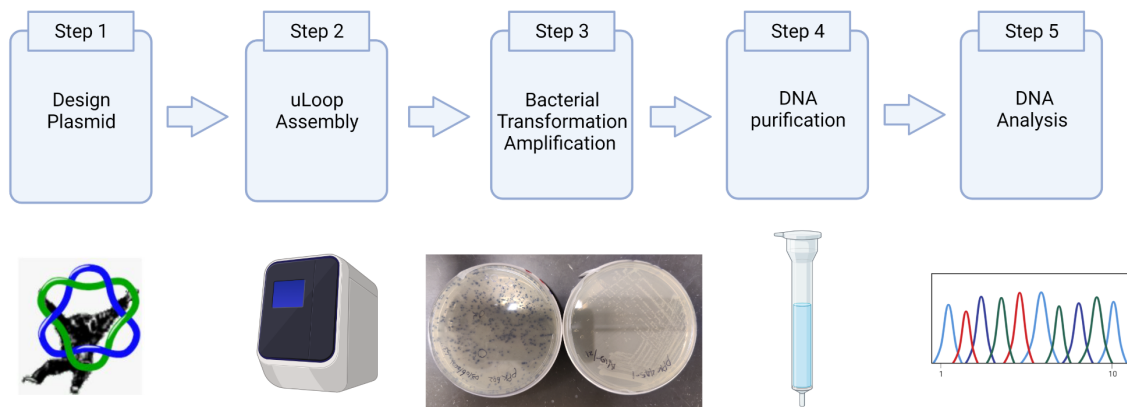 Step 1
Design
Plasmid
Step 2
uLoop
Assembly
Step 3
Bacterial
Transformation
Amplification
Step 4
DNA
purification
Step 5
DNA
Analysis
1
10